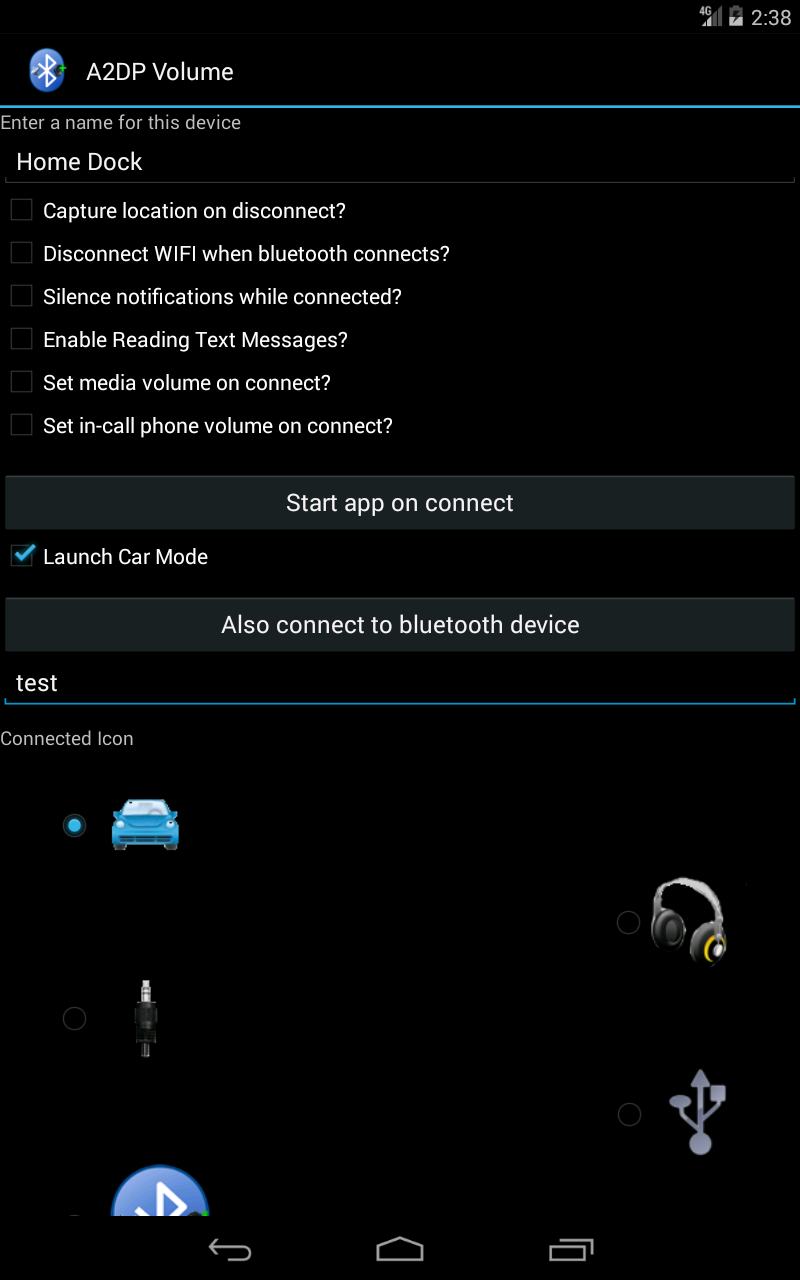 4G 2:38
A2DP Volume
Enter a name for this device
Home Dock
Capture location on disconnect?
Disconnect WIFI when bluetooth connects?
Silence notifications while connected?
Enable Reading Text Messages?
Set media volume on connect?
Set in-call phone volume on connect?
Start app on connect
Launch Car Mode
Also connect to bluetooth device
test
Connected Icon